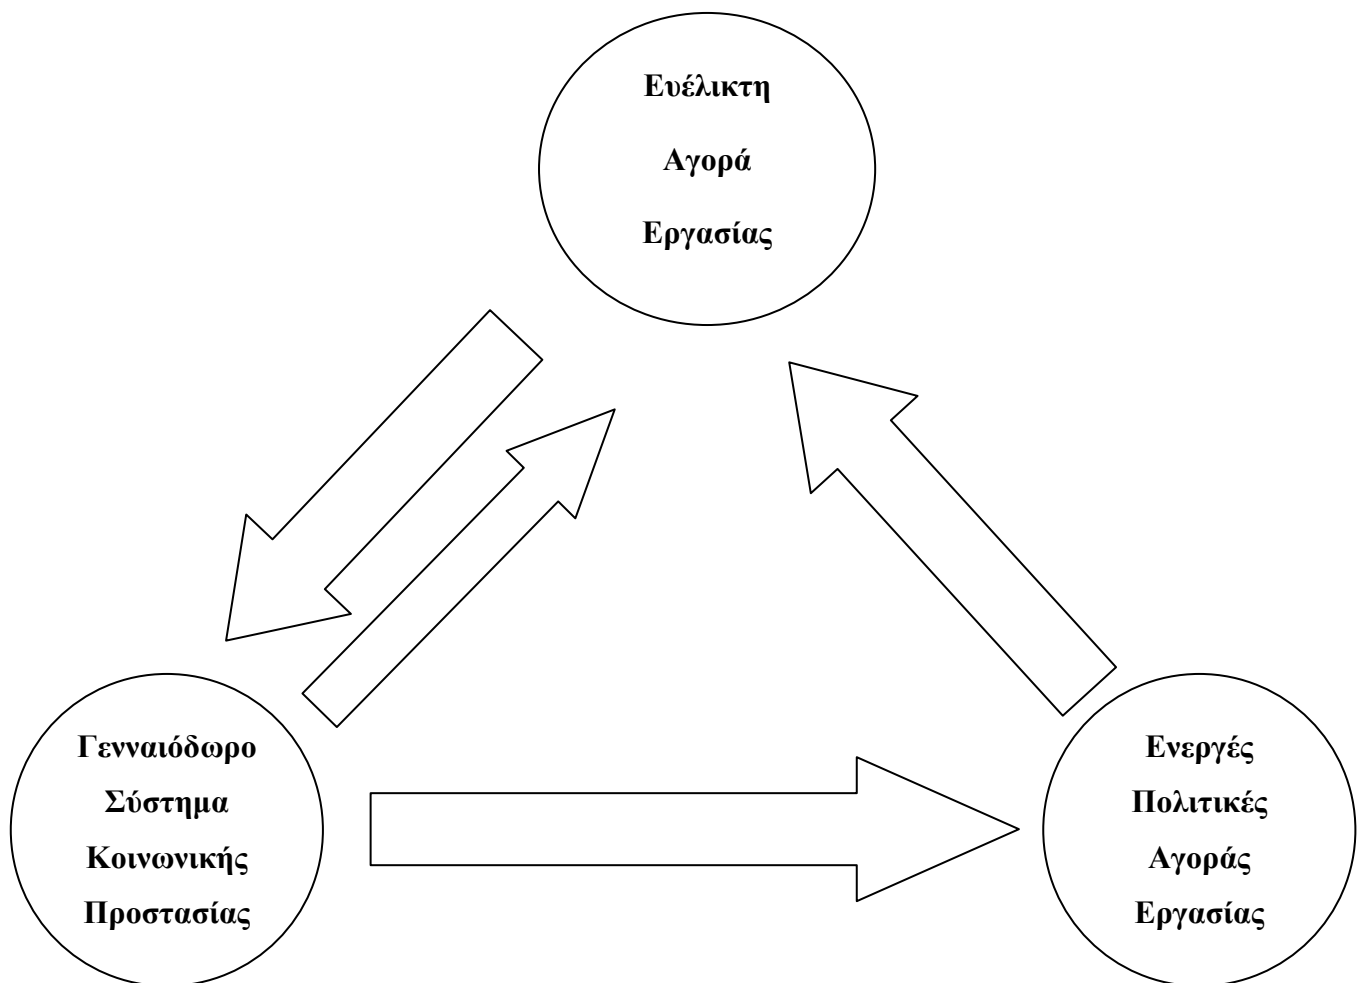 Ευέλικτη
Αγορά
Εργασίας
Γενναιόδωρο
Σύστημα
Κοινωνικής
Προστασίας
Ενεργές
Πολιτικές
Αγοράς
Εργασίας